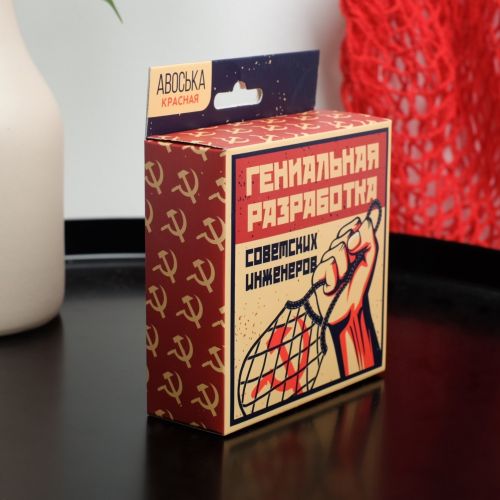 АВОСЬКА
КРАСНАЯ
ГЕНИАЛЬНАЯ
РАЗРАБОТКА
СОВЕТСКИХ
ИНЖЕНЕРОВ